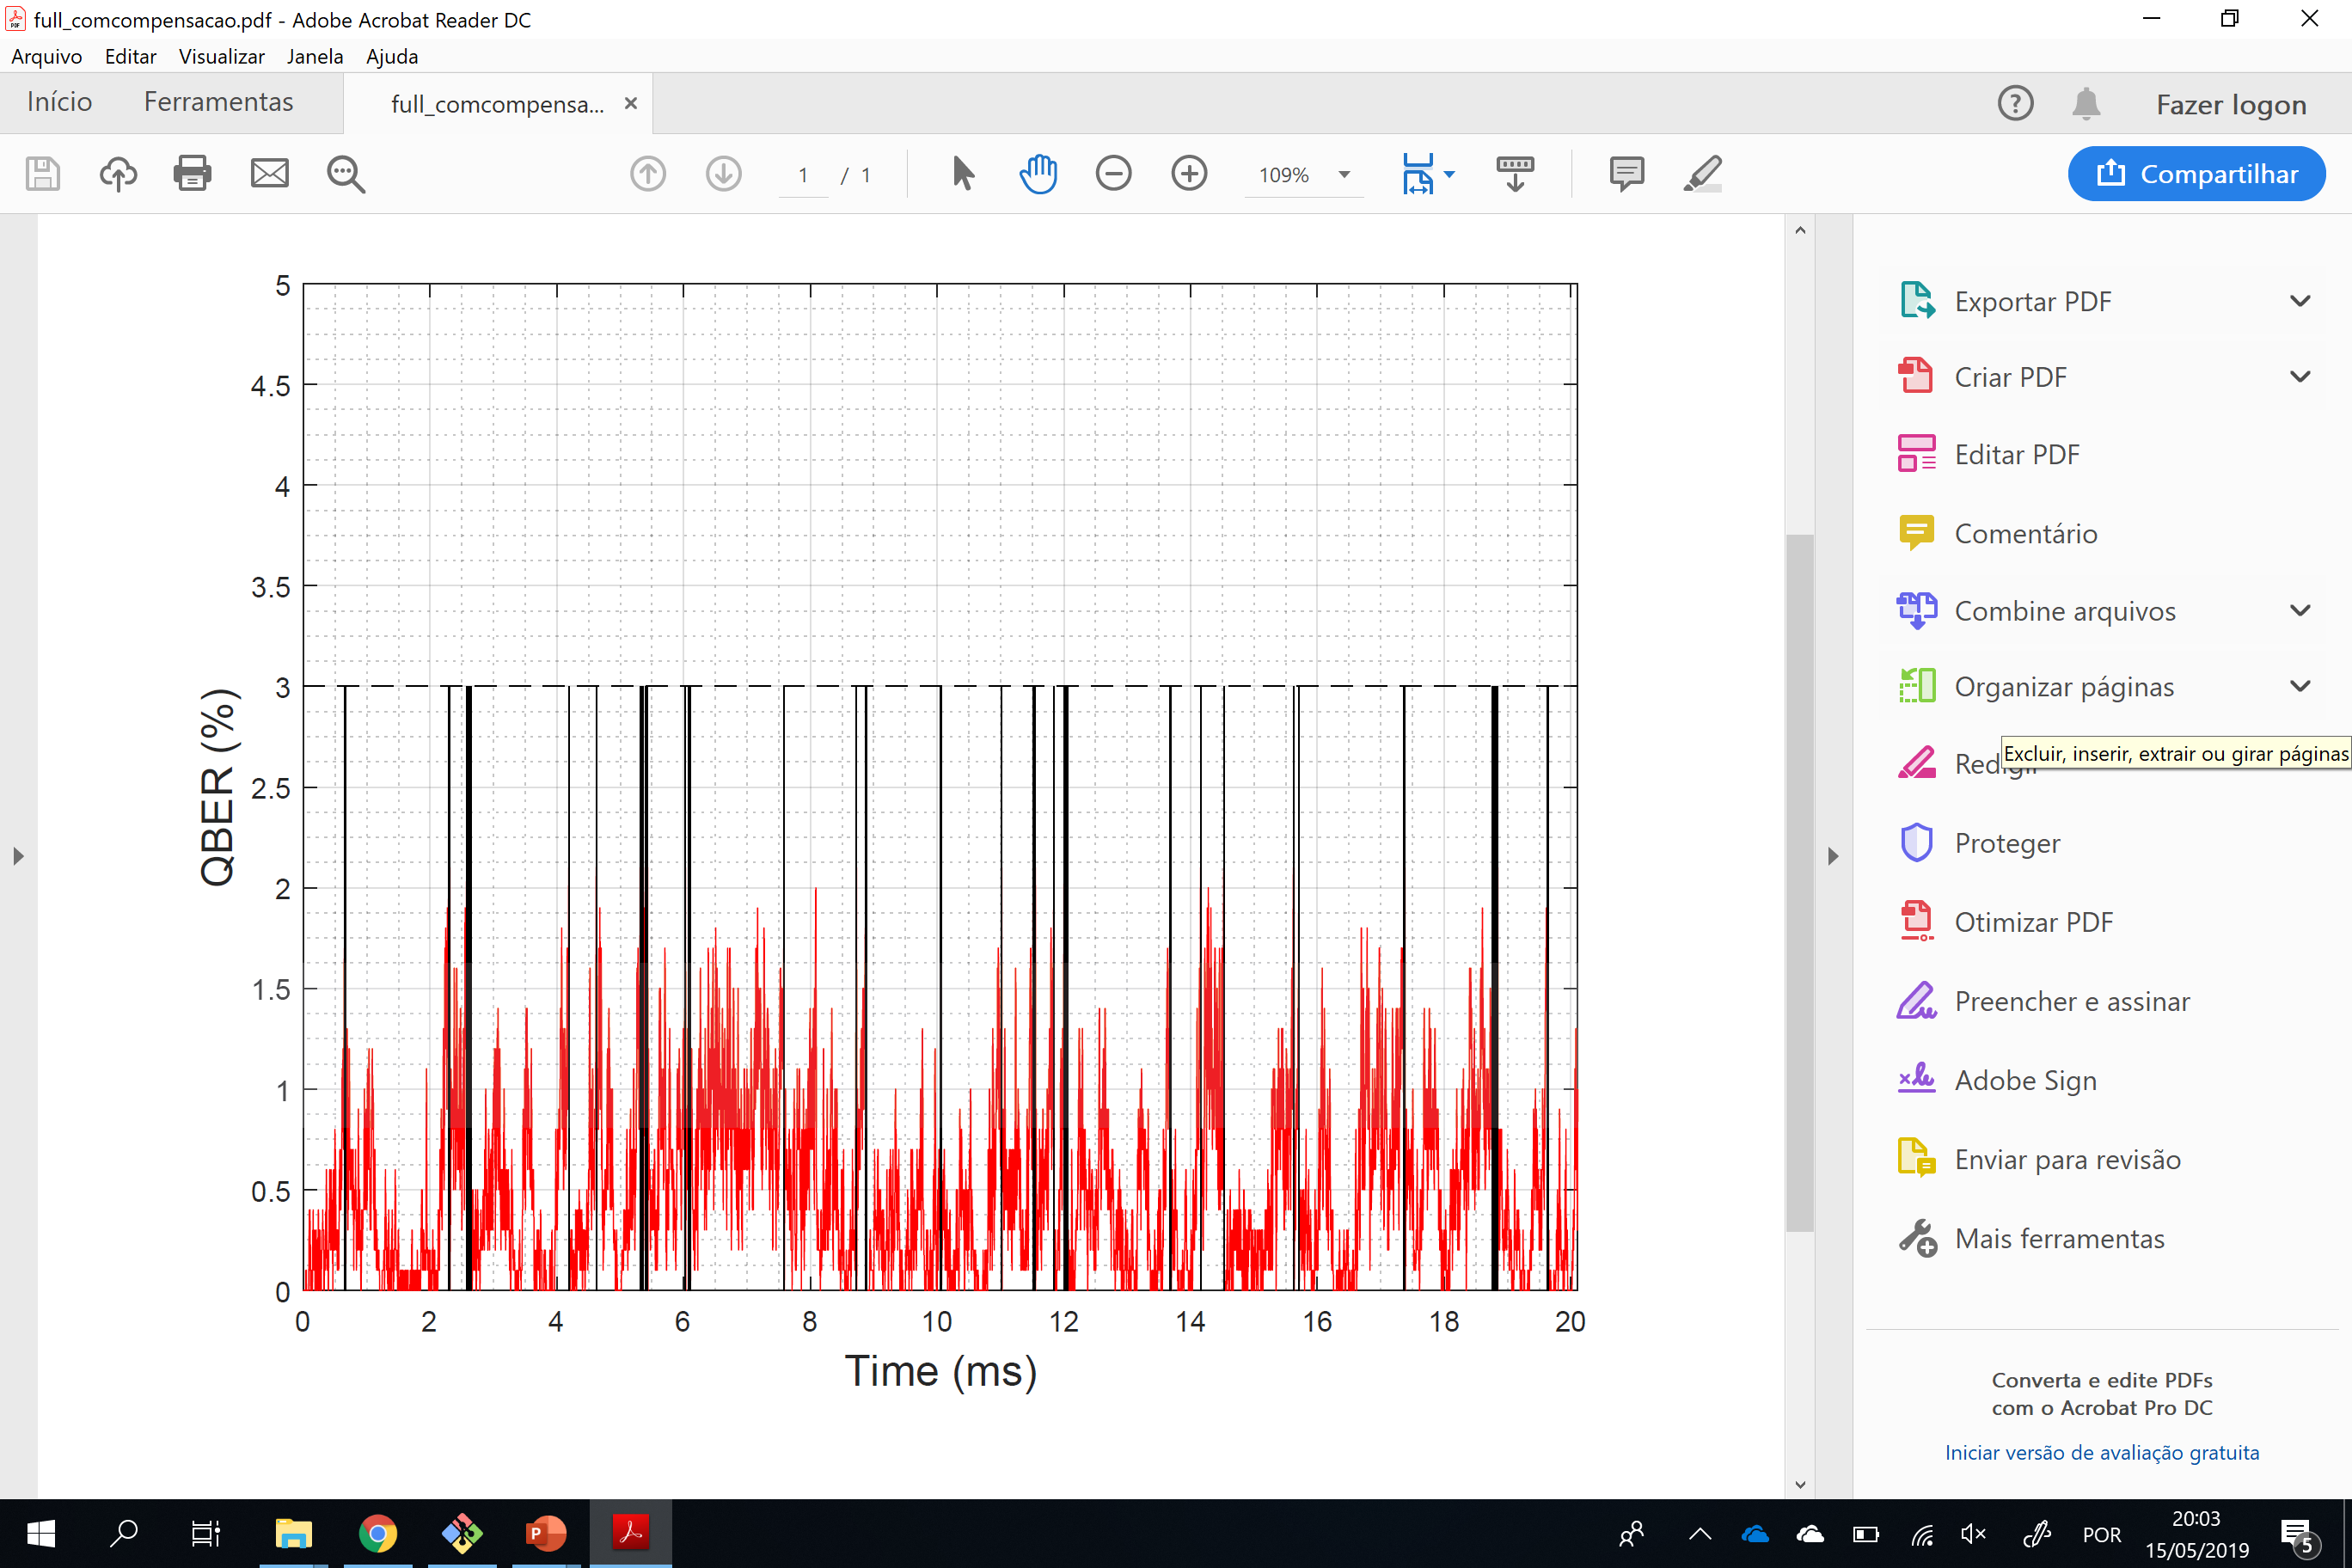 full_comcompensacao.pdf - Adobe Acrobat Reader DC
Arquivo Editar Visualizar Janela Ajuda
Início Ferramentas full_comcompensa... Fazer logon
1 / 1 109% Compartilhar
5
4.5
4
3.5
3
2.5
2
1.5
1
0.5
0
QBER (%)
0 2 4 6 8 10 12 14 16 18 20
Time (ms)
Exportar PDF
Criar PDF
Editar PDF
Comentário
Combine arquivos
Organizar páginas
Excluir, inserir, extrair ou girar páginas
Redigir
Proteger
Otimizar PDF
Preencher e assinar
Adobe Sign
Enviar para revisão
Mais ferramentas
Converta e edite PDFs
com o Acrobat Pro DC
Iniciar versão de avaliação gratuita
POR
20:03
15/05/2019
5